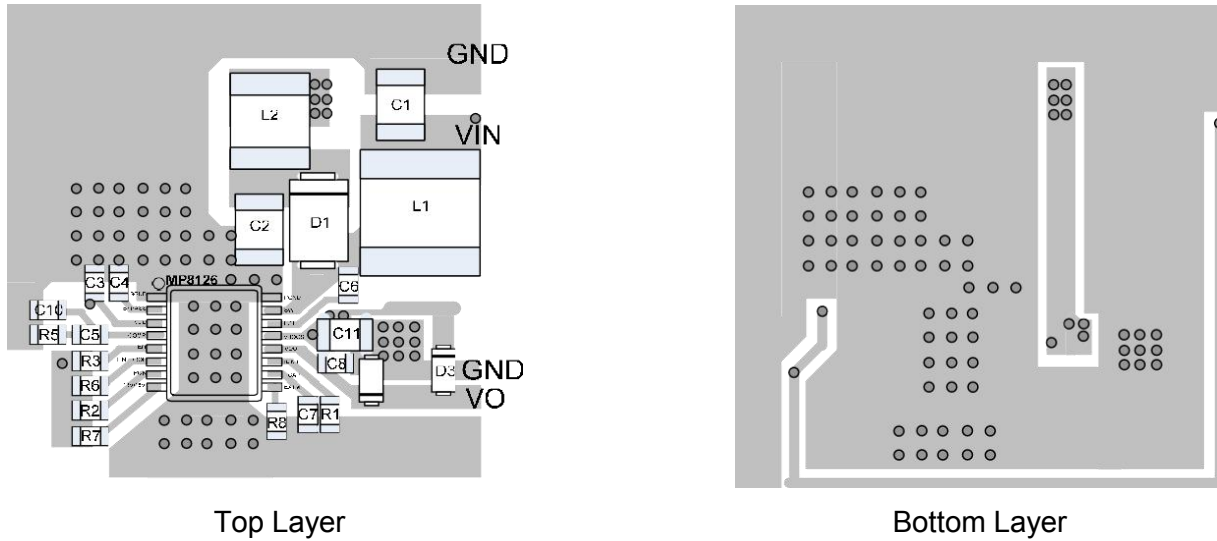 GND
L2
C1
VIN
L1
C2
D1
MP8126
C3 C4
C6
C10
R5 C5
C11
R3
C8
D3
GND
VO
R6
R2
C7 R1
R8
R7
Top Layer
Bottom Layer